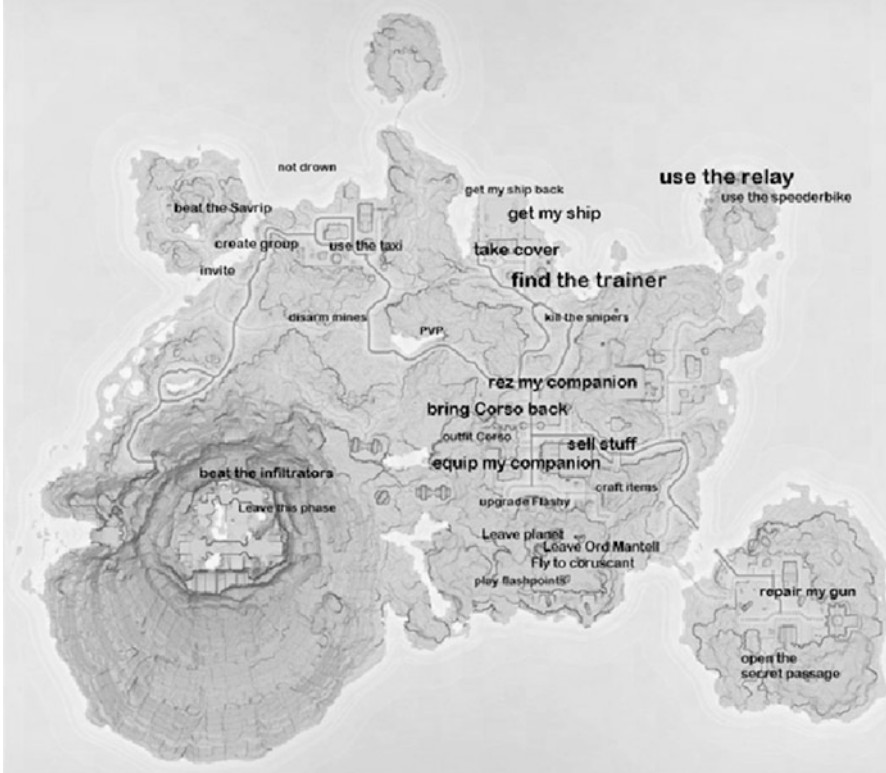 not drown
use the relay
get my ship back
use the speederbike
beat the Savrip
get my ship
create group
use the taxi
take cover
invite
find the trainer
disarm mines
kill the snipers
PVP
rez my companion
bring Corso back
outfit Corso
sell stuff
equip my companion
beat the infiltrators
craft items
upgrade Flashy
Leave this phase
Leave planet
Leave Ord Mantell
Fly to coruscant
play flashpoints
repair my gun
open the
secret passage